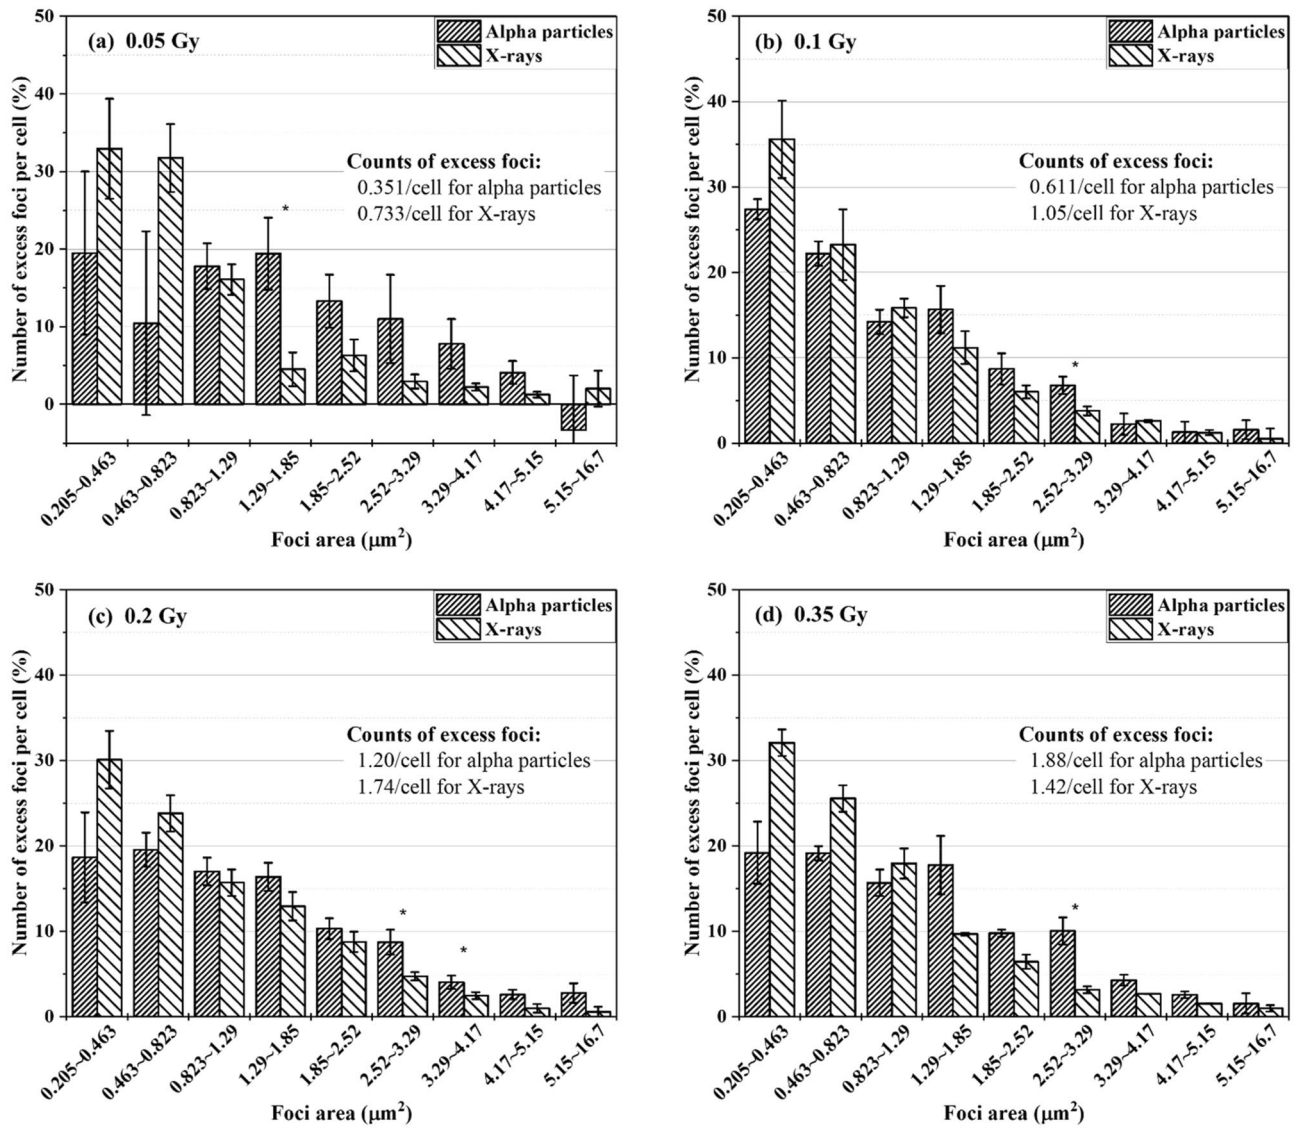 (a) 0.05 Gy
Alpha particles
X-rays
Counts of excess foci:
0.351/cell for alpha particles
0.733/cell for X-rays
*
Number of excess foci per cell (%)
50
40
30
20
10
0
0.205~0.463
0.463~0.823
0.823~1.29
1.29~1.85
1.85~2.52
2.52~3.29
3.29~4.17
4.17~5.15
5.15~16.7
Foci area (μm²)
(b) 0.1 Gy
Alpha particles
X-rays
Counts of excess foci:
0.611/cell for alpha particles
1.05/cell for X-rays
*
Number of excess foci per cell (%)
50
40
30
20
10
0
0.205~0.463
0.463~0.823
0.823~1.29
1.29~1.85
1.85~2.52
2.52~3.29
3.29~4.17
4.17~5.15
5.15~16.7
Foci area (μm²)
(c) 0.2 Gy
Alpha particles
X-rays
Counts of excess foci:
1.20/cell for alpha particles
1.74/cell for X-rays
*
*
Number of excess foci per cell (%)
50
40
30
20
10
0
0.205~0.463
0.463~0.823
0.823~1.29
1.29~1.85
1.85~2.52
2.52~3.29
3.29~4.17
4.17~5.15
5.15~16.7
Foci area (μm²)
(d) 0.35 Gy
Alpha particles
X-rays
Counts of excess foci:
1.88/cell for alpha particles
1.42/cell for X-rays
*
Number of excess foci per cell (%)
50
40
30
20
10
0
0.205~0.463
0.463~0.823
0.823~1.29
1.29~1.85
1.85~2.52
2.52~3.29
3.29~4.17
4.17~5.15
5.15~16.7
Foci area (μm²)